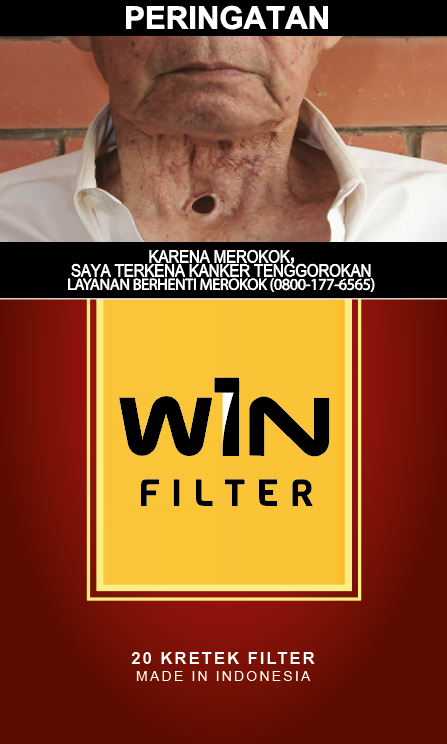 PERINGATAN
KARENA MEROKOK,
SAYA TERKENA KANKER TENGGOROKAN
LAYANAN BERHENTI MEROKOK (0800-177-6565)
W1N
FILTER
20 KRETEK FILTER
MADE IN INDONESIA